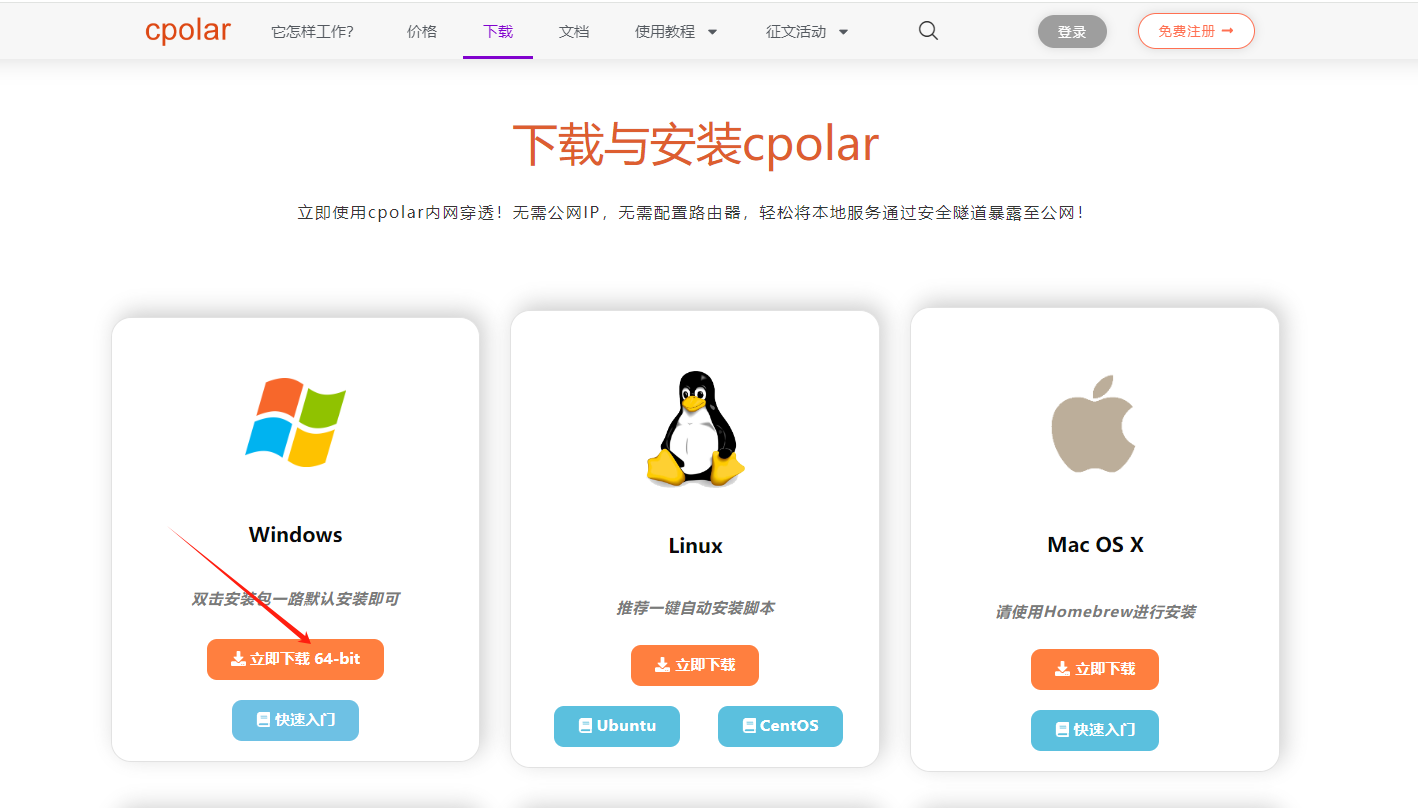 cpolar 它怎样工作? 价格 下载 文档 使用教程 征文活动 登录 免费注册
下载与安装cpolar
立即使用cpolar内网穿透！无需公网IP，无需配置路由器，轻松将本地服务通过安全隧道暴露至公网！
Windows
双击安装包一路默认安装即可
立即下载 64-bit
快速入门
Linux
推荐一键自动安装脚本
立即下载
Ubuntu CentOS
Mac OS X
请使用Homebrew进行安装
立即下载
快速入门